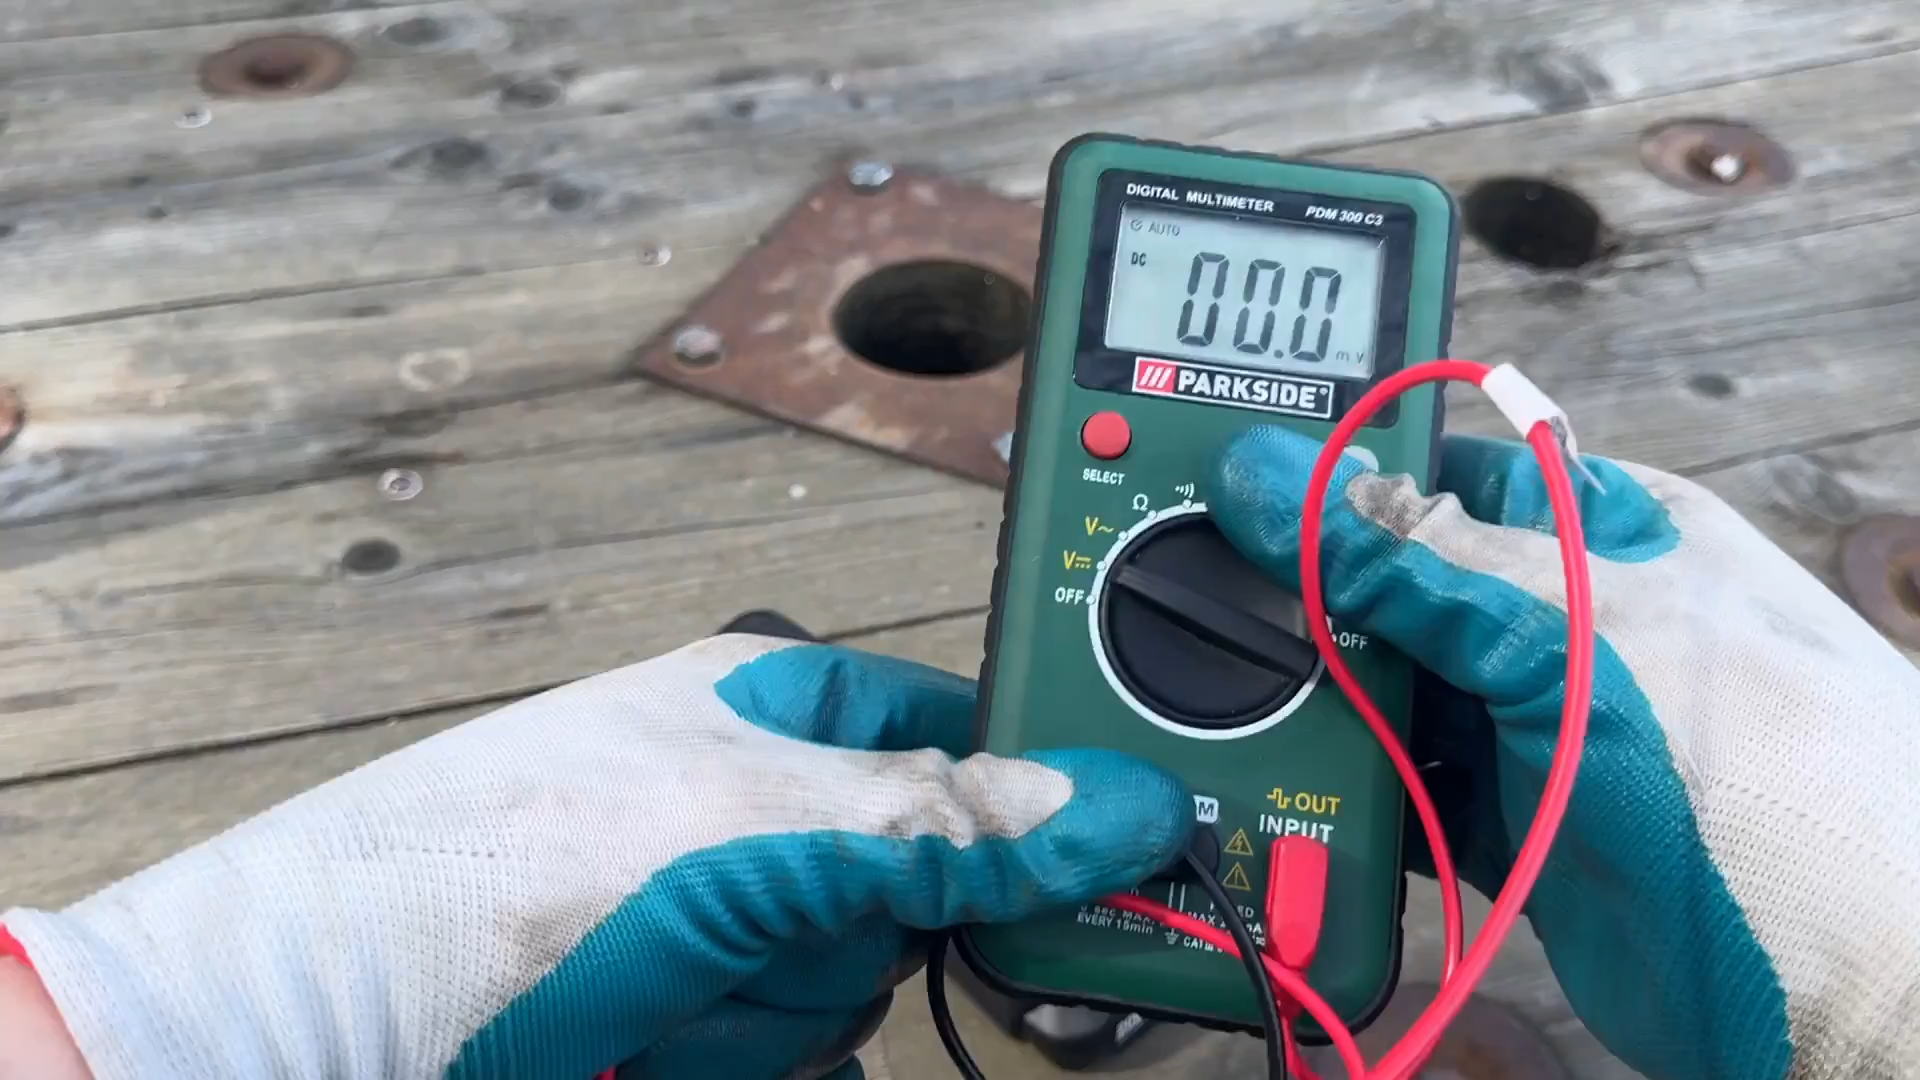 DIGITAL MULTIMETER PDM 300 C3
AUTO
DC
00.0 mV
PARKSIDE
SELECT
Ω
V~
V⎓
OFF
OFF
OUT
INPUT
EVERY 15min